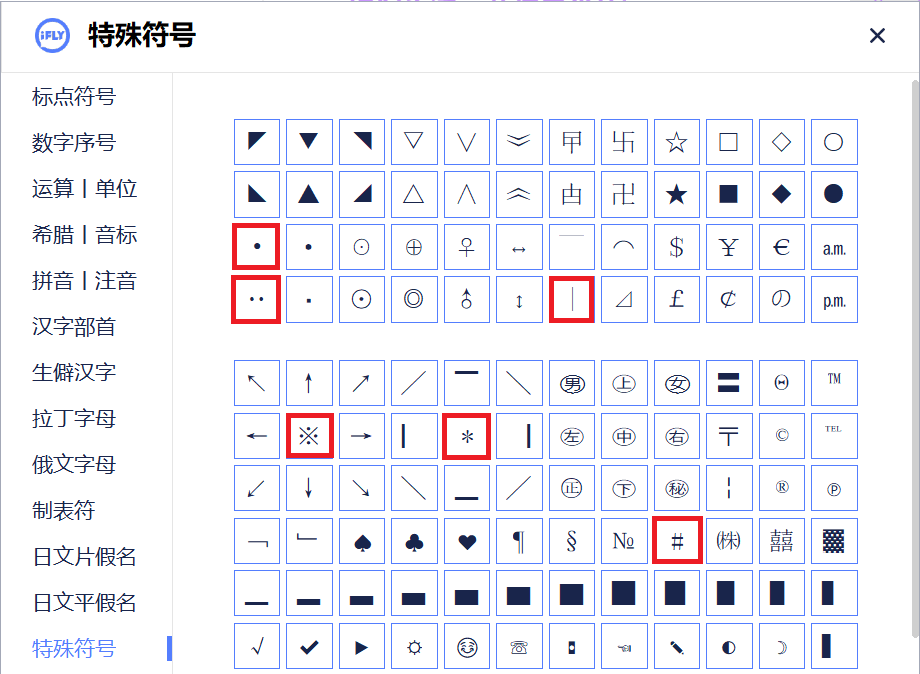 iFLY 特殊符号 ×
标点符号
数字序号
运算丨单位
希腊丨音标
拼音丨注音
汉字部首
生僻汉字
拉丁字母
俄文字母
制表符
日文片假名
日文平假名
特殊符号
◤ ▼ ◥ ▽ ╲╱ ︾ 曱 卐 ☆ □ ◇ ○
◣ ▲ ◢ △ ╱╲ ︽ 甴 卍 ★ ■ ◆ ●
• • ⊙ ⊕ ♀ ↔ ¯ ⌒ $ ¥ € a.m.
‥ · ⊙ ◎ ♂ ↕ ∣ ⊿ £ ₵ の p.m.
↖ ↑ ↗ ╱ ▔ ╲ ㊚ ㊤ ㊛ 〓 ⊙ ™
← ※ → ▏ * ▕ ㊧ ㊥ ㊨ 〒 © ℡
↙ ↓ ↘ ╲ ▁ ╱ ㊣ ㊦ ㊙ ¦ ® ℗
﹁ ﹂ ♠ ♣ ♥ ¶ § № # ㈱ 囍 ▓
▁ ▂ ▃ ▄ ▅ ▆ ▇ █ ▉ ▊ ▋ ▌
√ ✔ ▶ ☼ ☏ ☜ ✎ ◐ ☽ ▌